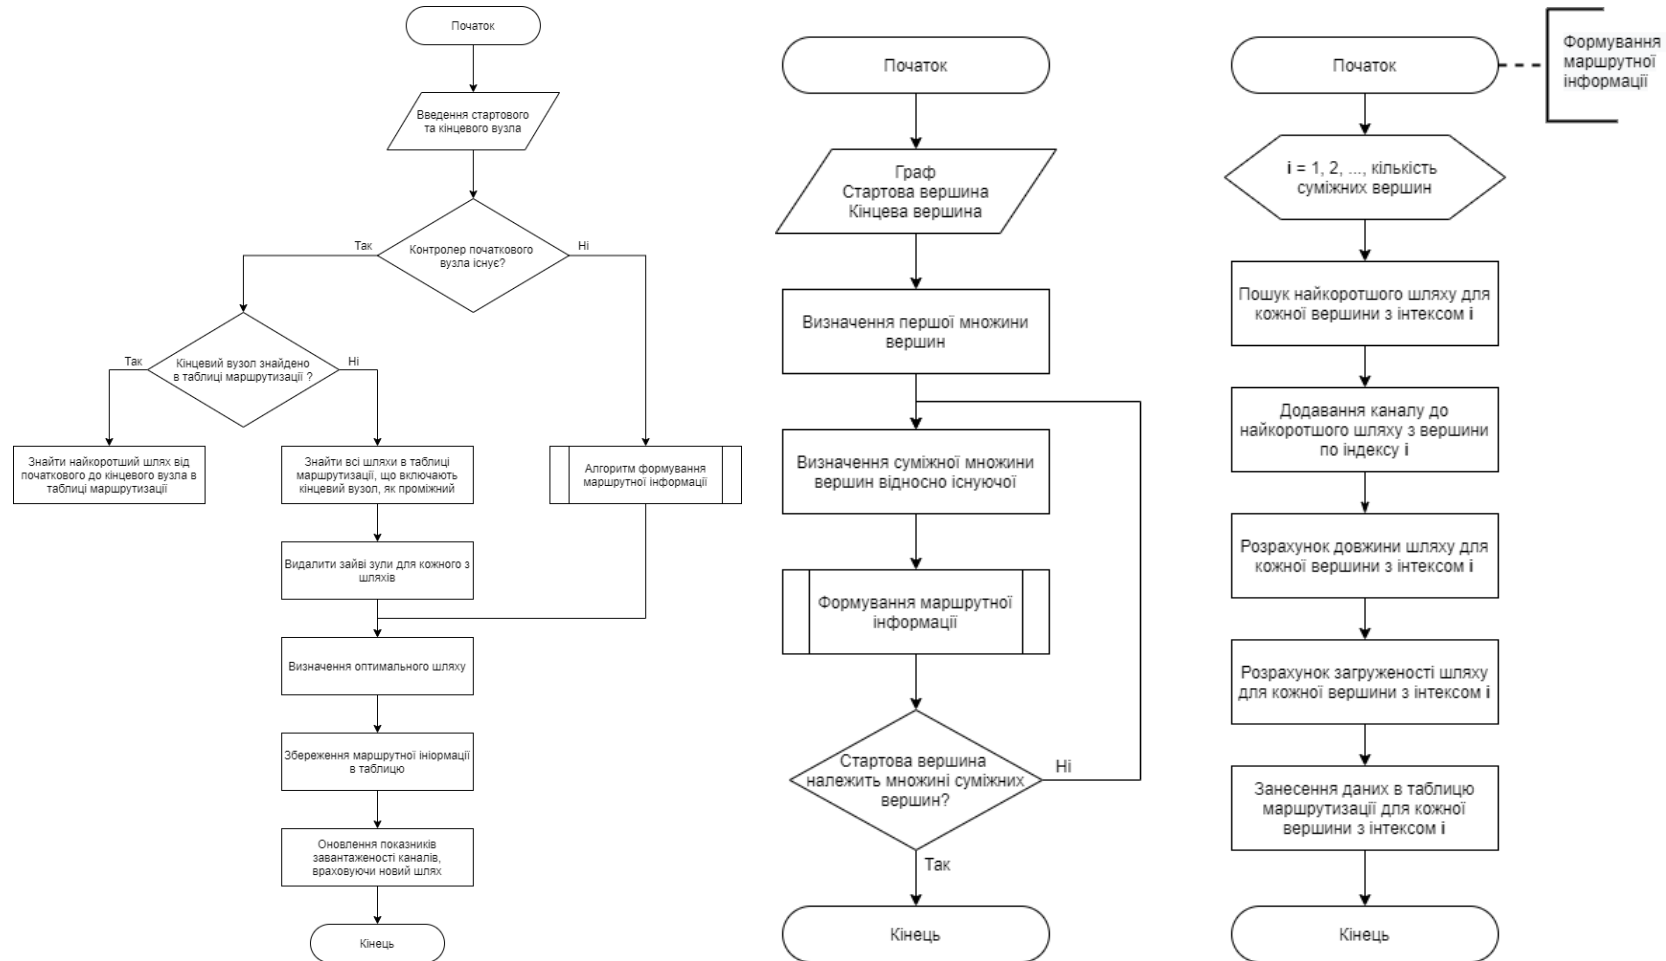 Початок
Введення стартового
та кінцевого вузла
Контролер початкового
вузла існує?
Так
Ні
Кінцевий вузол знайдено
в таблиці маршрутизації ?
Так
Ні
Знайти найкоротший шлях від
початкового до кінцевого вузла в
таблиці маршрутизації
Знайти всі шляхи в таблиці
маршрутизації, що включають
кінцевий вузол, як проміжний
Алгоритм формування
маршрутної інформації
Видалити зайві зули для кожного з
шляхів
Визначення оптимального шляху
Збереження маршрутної ініормації
в таблицю
Оновлення показників
завантаженості каналів,
враховуючи новий шлях
Кінець
Початок
Граф
Стартова вершина
Кінцева вершина
Визначення першої множини
вершин
Визначення суміжної множини
вершин відносно існуючої
Формування маршрутної
інформації
Стартова вершина
належить множині суміжних
вершин?
Ні
Так
Кінець
Початок
Формування
маршрутної
інформації
i = 1, 2, ..., кількість
суміжних вершин
Пошук найкоротшого шляху для
кожної вершини з інтексом i
Додавання каналу до
найкоротшого шляху з вершини
по індексу i
Розрахунок довжини шляху для
кожної вершини з інтексом i
Розрахунок загруженості шляху
для кожної вершини з інтексом i
Занесення даних в таблицю
маршрутизації для кожної
вершини з інтексом i
Кінець